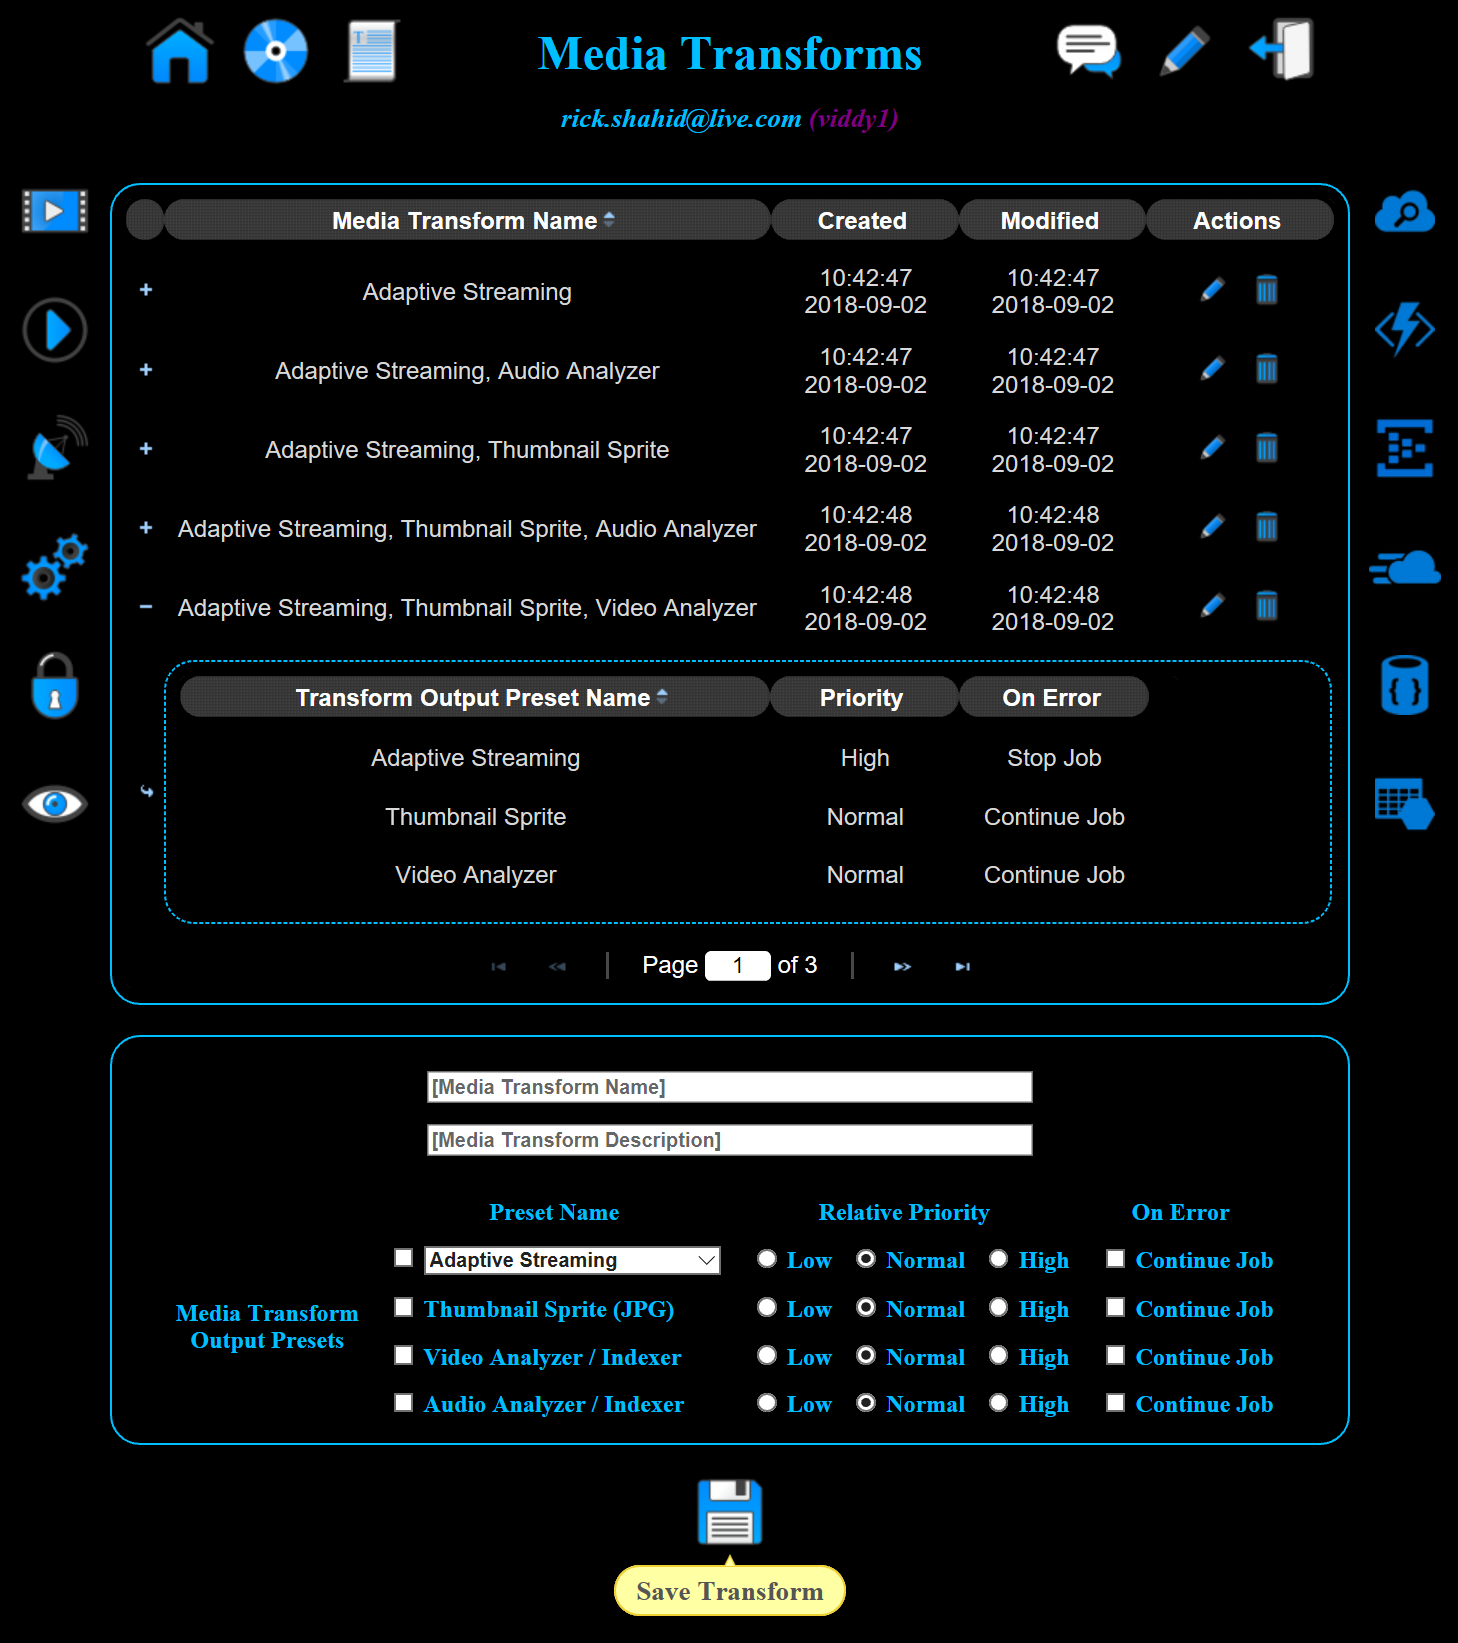 Media Transforms
rick.shahid@live.com (viddy1)
Media Transform Name Created Modified Actions
Adaptive Streaming 10:42:47 2018-09-02 10:42:47 2018-09-02
Adaptive Streaming, Audio Analyzer 10:42:47 2018-09-02 10:42:47 2018-09-02
Adaptive Streaming, Thumbnail Sprite 10:42:47 2018-09-02 10:42:47 2018-09-02
Adaptive Streaming, Thumbnail Sprite, Audio Analyzer 10:42:48 2018-09-02 10:42:48 2018-09-02
Adaptive Streaming, Thumbnail Sprite, Video Analyzer 10:42:48 2018-09-02 10:42:48 2018-09-02
Transform Output Preset Name Priority On Error
Adaptive Streaming High Stop Job
Thumbnail Sprite Normal Continue Job
Video Analyzer Normal Continue Job
Page 1 of 3
[Media Transform Name]
[Media Transform Description]
Preset Name Relative Priority On Error
Media Transform
Output Presets
Adaptive Streaming Low Normal High Continue Job
Thumbnail Sprite (JPG) Low Normal High Continue Job
Video Analyzer / Indexer Low Normal High Continue Job
Audio Analyzer / Indexer Low Normal High Continue Job
Save Transform